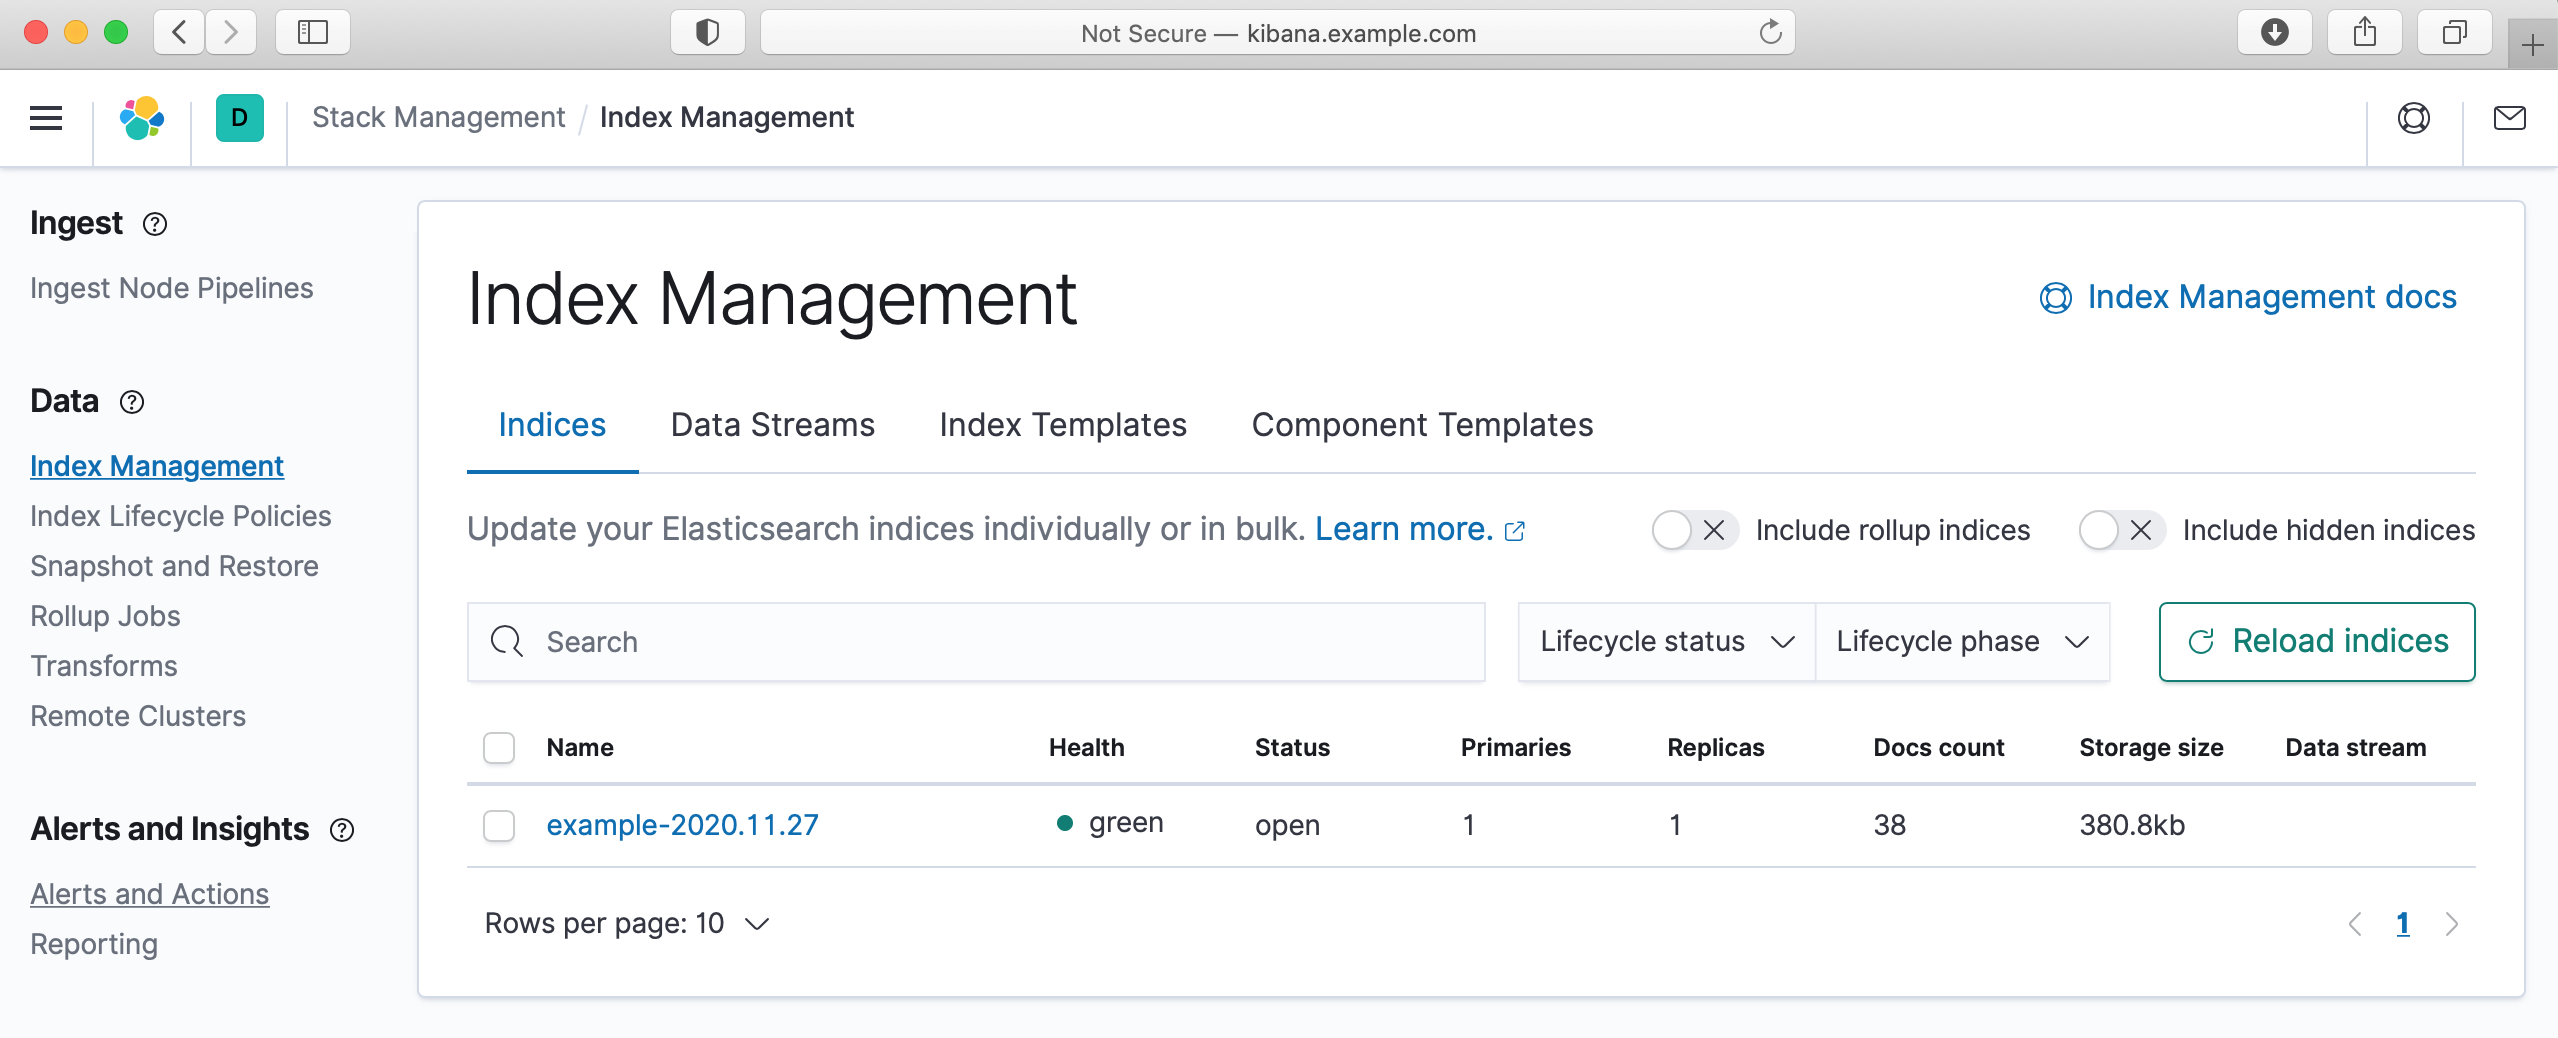 Not Secure — kibana.example.com
D
Stack Management / Index Management
Ingest
Ingest Node Pipelines
Data
Index Management
Index Lifecycle Policies
Snapshot and Restore
Rollup Jobs
Transforms
Remote Clusters
Alerts and Insights
Alerts and Actions
Reporting
Index Management
Index Management docs
Indices Data Streams Index Templates Component Templates
Update your Elasticsearch indices individually or in bulk. Learn more. Include rollup indices Include hidden indices
Search Lifecycle status Lifecycle phase Reload indices
Name Health Status Primaries Replicas Docs count Storage size Data stream
example-2020.11.27 green open 1 1 38 380.8kb
Rows per page: 10 1